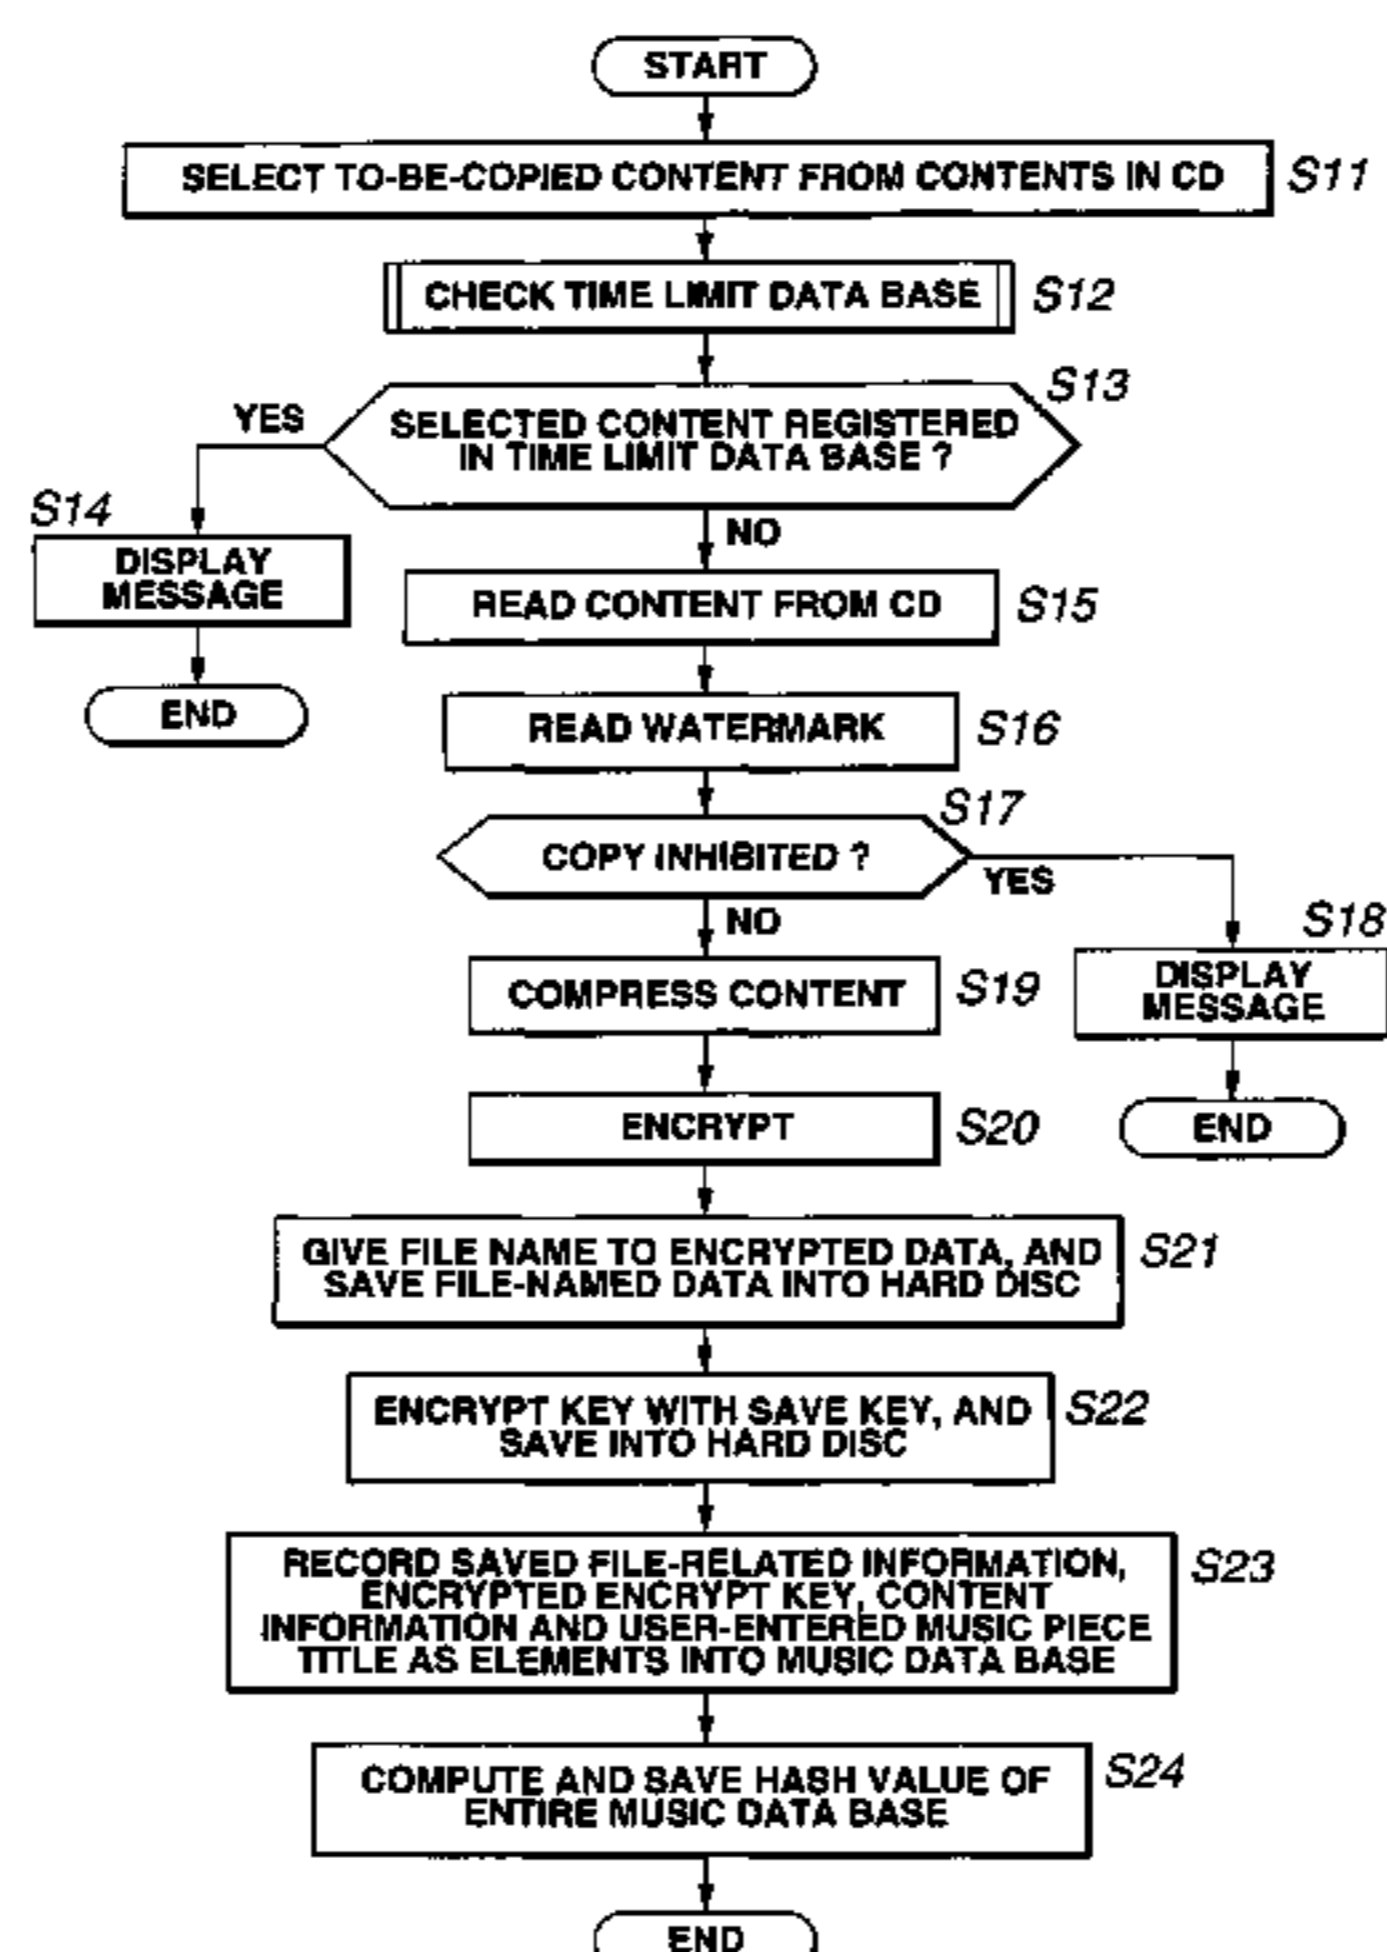 START
SELECT TO-BE-COPIED CONTENT FROM CONTENTS IN CD
S11
CHECK TIME LIMIT DATA BASE
S12
S13
YES
SELECTED CONTENT REGISTERED
IN TIME LIMIT DATA BASE ?
S14
NO
DISPLAY
MESSAGE
READ CONTENT FROM CD
S15
END
READ WATERMARK
S16
S17
COPY INHIBITED ?
YES
NO
S18
DISPLAY
MESSAGE
COMPRESS CONTENT
S19
ENCRYPT
S20
END
GIVE FILE NAME TO ENCRYPTED DATA, AND
SAVE FILE-NAMED DATA INTO HARD DISC
S21
ENCRYPT KEY WITH SAVE KEY, AND
SAVE INTO HARD DISC
S22
RECORD SAVED FILE-RELATED INFORMATION,
ENCRYPTED ENCRYPT KEY, CONTENT
INFORMATION AND USER-ENTERED MUSIC PIECE
TITLE AS ELEMENTS INTO MUSIC DATA BASE
S23
COMPUTE AND SAVE HASH VALUE OF
ENTIRE MUSIC DATA BASE
S24
END